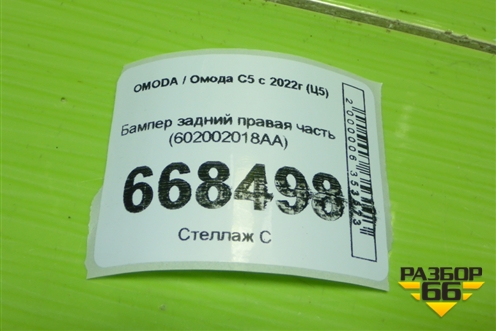 OMODA / Омода С5 с 2022г (Ц5)
Бампер задний правая часть
(602002018AA)
668498
Стеллаж С
РАЗБОР
66